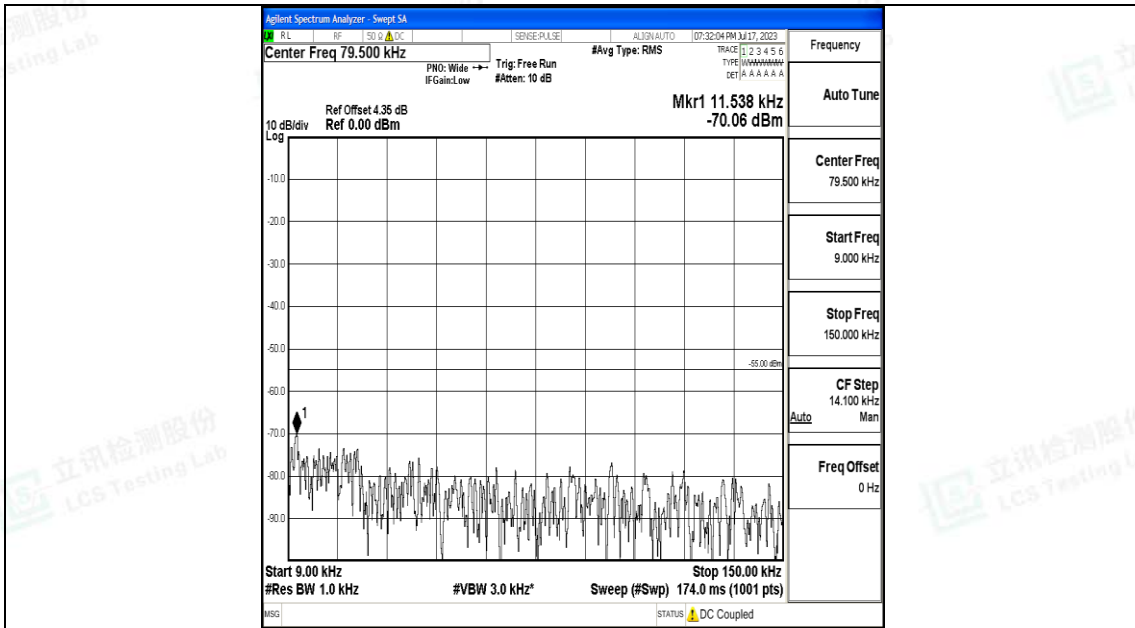 Agilent Spectrum Analyzer - Swept SA
RL RF 50 Ω DC SENSE:PULSE ALIGN AUTO 07:32:04 PM Jul 17, 2023
Center Freq 79.500 kHz
PNO: Wide
IFGain:Low
Trig: Free Run
#Atten: 10 dB
#Avg Type: RMS
TRACE 1 2 3 4 5 6
TYPE
DET A A A A A A
Ref Offset 4.35 dB
Ref 0.00 dBm
10 dB/div
Log
Mkr1 11.538 kHz
-70.06 dBm
-10.0
-20.0
-30.0
-40.0
-50.0
-55.00 dBm
-60.0
1
-70.0
-80.0
-90.0
Start 9.00 kHz
Stop 150.00 kHz
#Res BW 1.0 kHz
#VBW 3.0 kHz*
Sweep (#Swp) 174.0 ms (1001 pts)
MSG
STATUS DC Coupled
Frequency
Auto Tune
Center Freq
79.500 kHz
Start Freq
9.000 kHz
Stop Freq
150.000 kHz
CF Step
14.100 kHz
Auto Man
Freq Offset
0 Hz
立讯检测股份
LCS Testing Lab
立讯检测股份